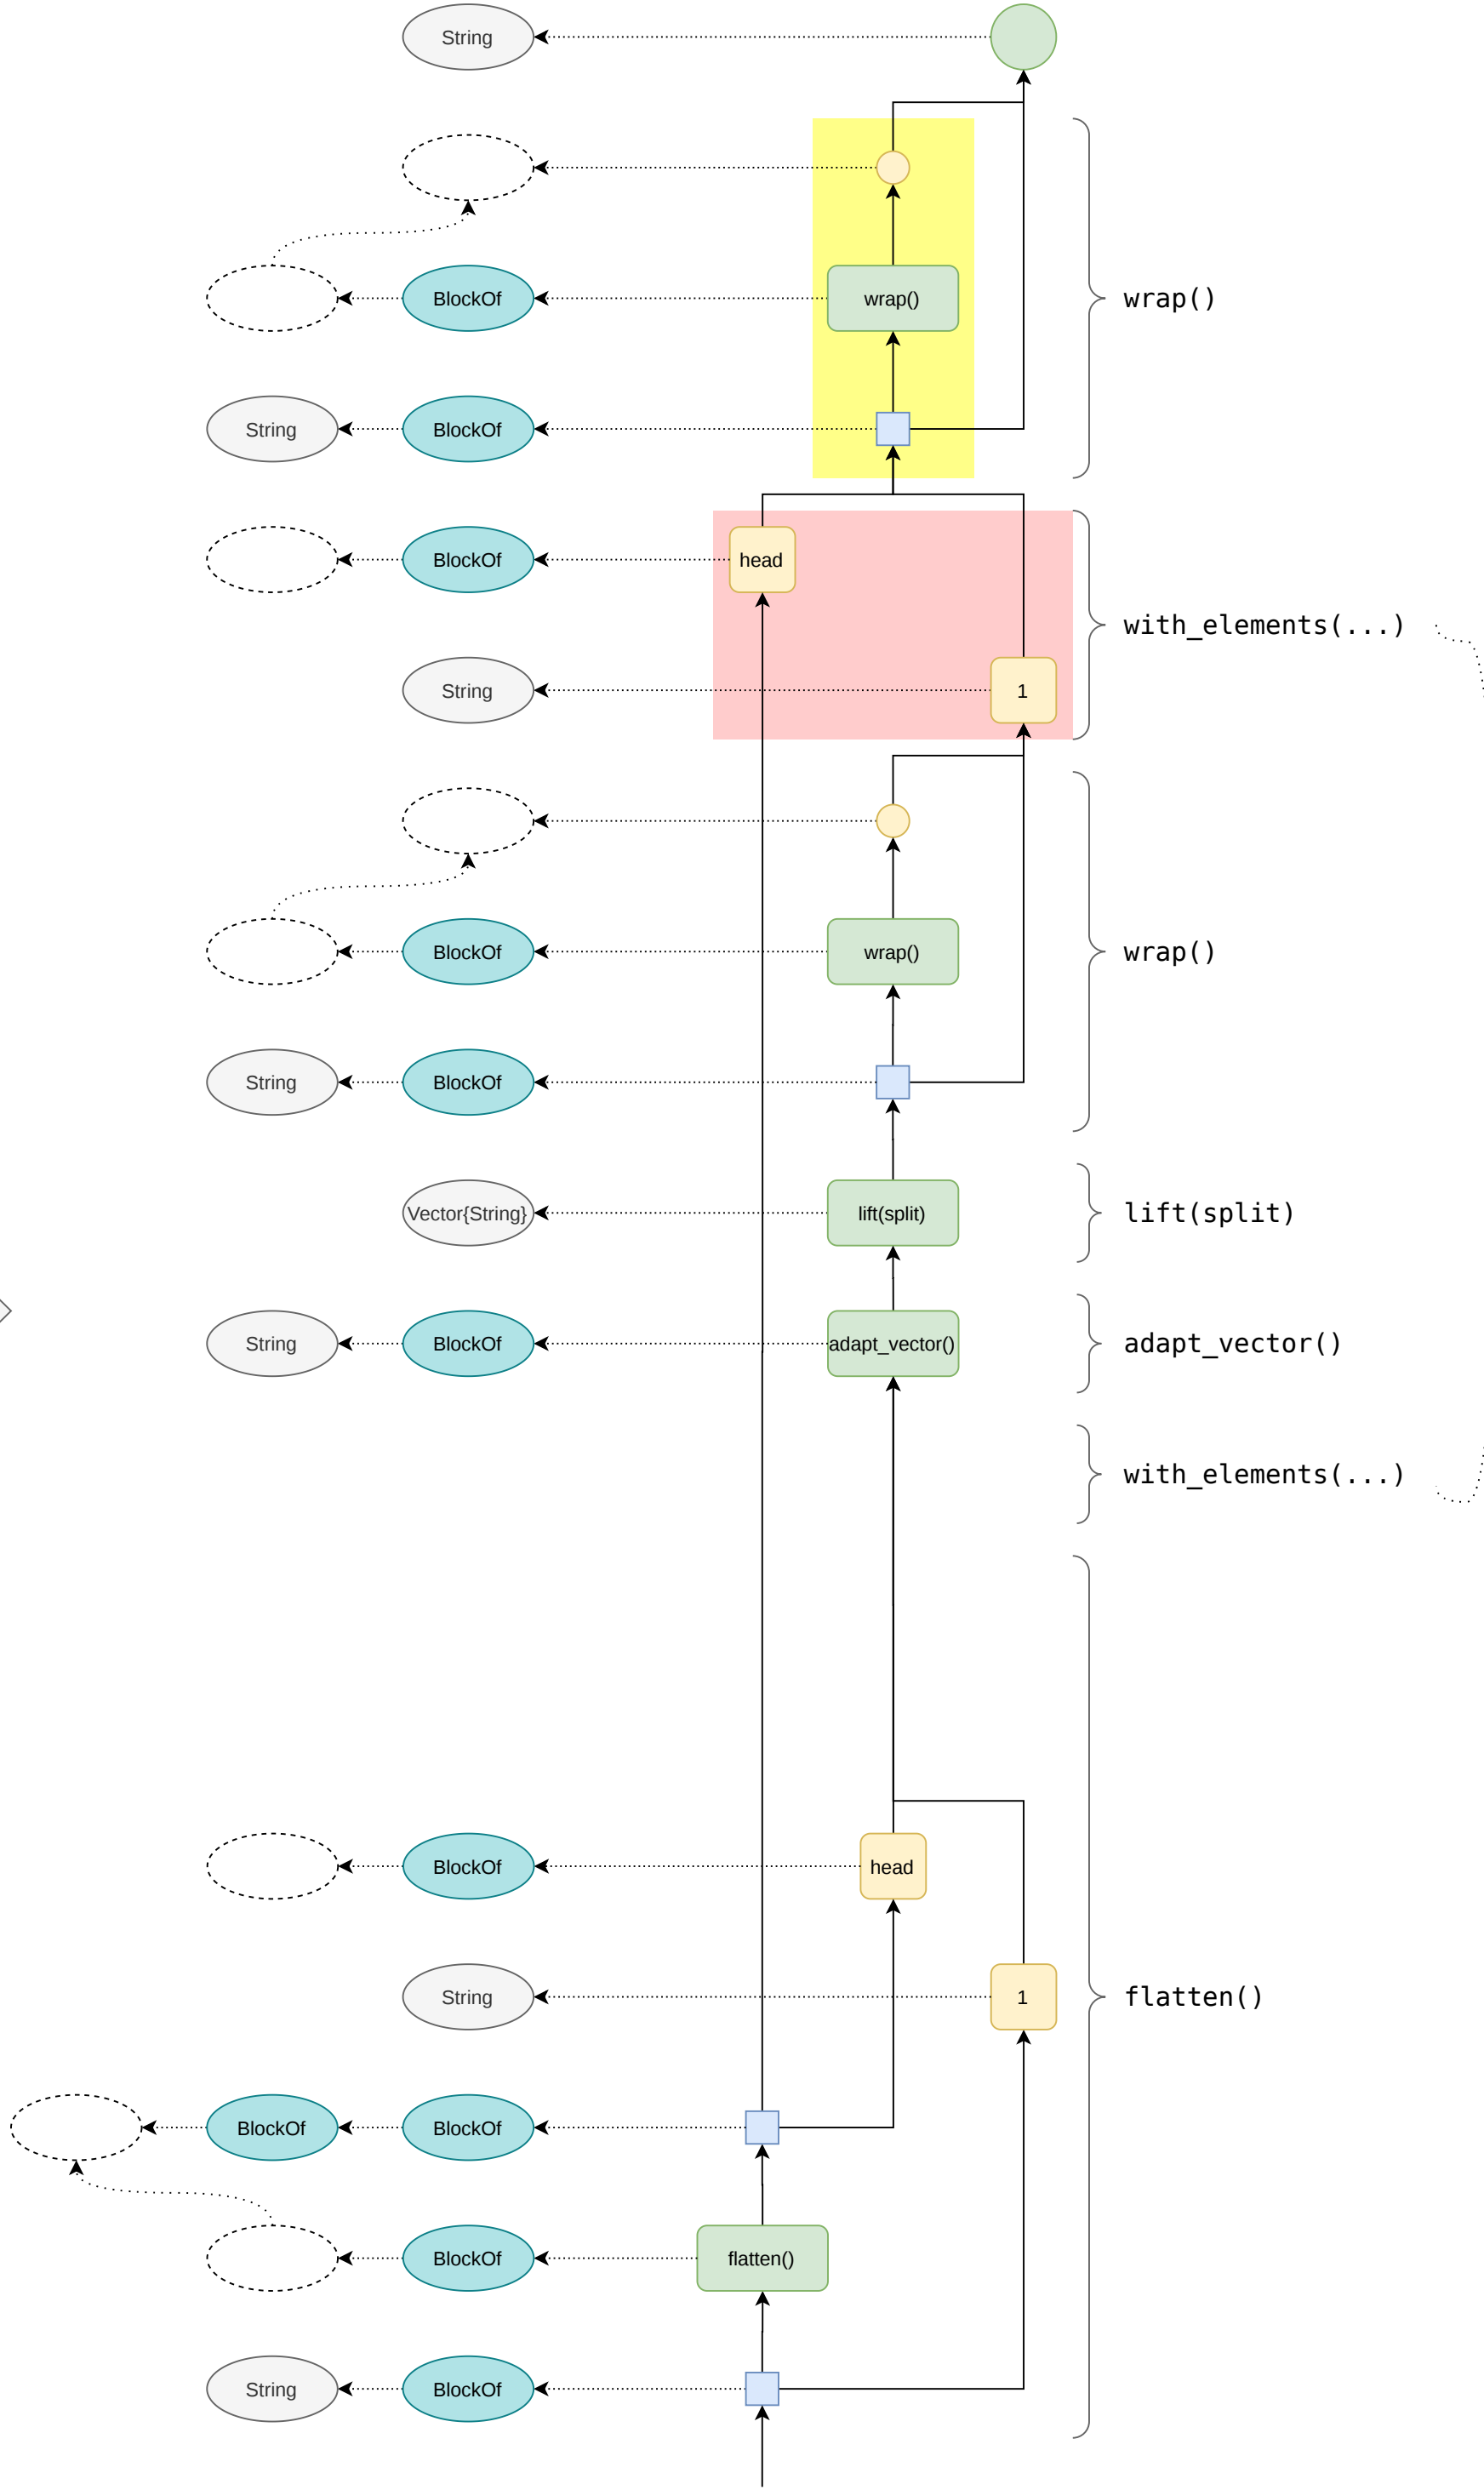 String
BlockOf
wrap()
wrap()
String
BlockOf
BlockOf
head
with_elements(...)
String
1
BlockOf
wrap()
wrap()
String
BlockOf
Vector{String}
lift(split)
lift(split)
String
BlockOf
adapt_vector()
adapt_vector()
with_elements(...)
BlockOf
head
String
1
flatten()
BlockOf
BlockOf
BlockOf
flatten()
String
BlockOf